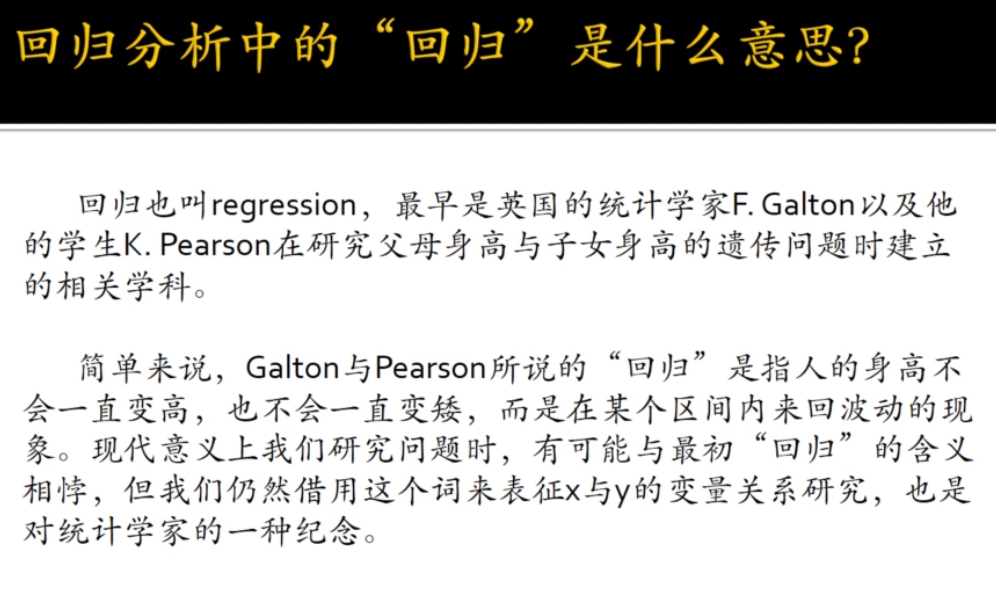 回归分析中的“回归”是什么意思？
回归也叫regression，最早是英国的统计学家F. Galton以及他
的学生K. Pearson在研究父母身高与子女身高的遗传问题时建立
的相关学科。
简单来说，Galton与Pearson所说的“回归”是指人的身高不
会一直变高，也不会一直变矮，而是在某个区间内来回波动的现
象。现代意义上我们研究问题时，有可能与最初“回归”的含义
相悖，但我们仍然借用这个词来表征x与y的变量关系研究，也是
对统计学家的一种纪念。